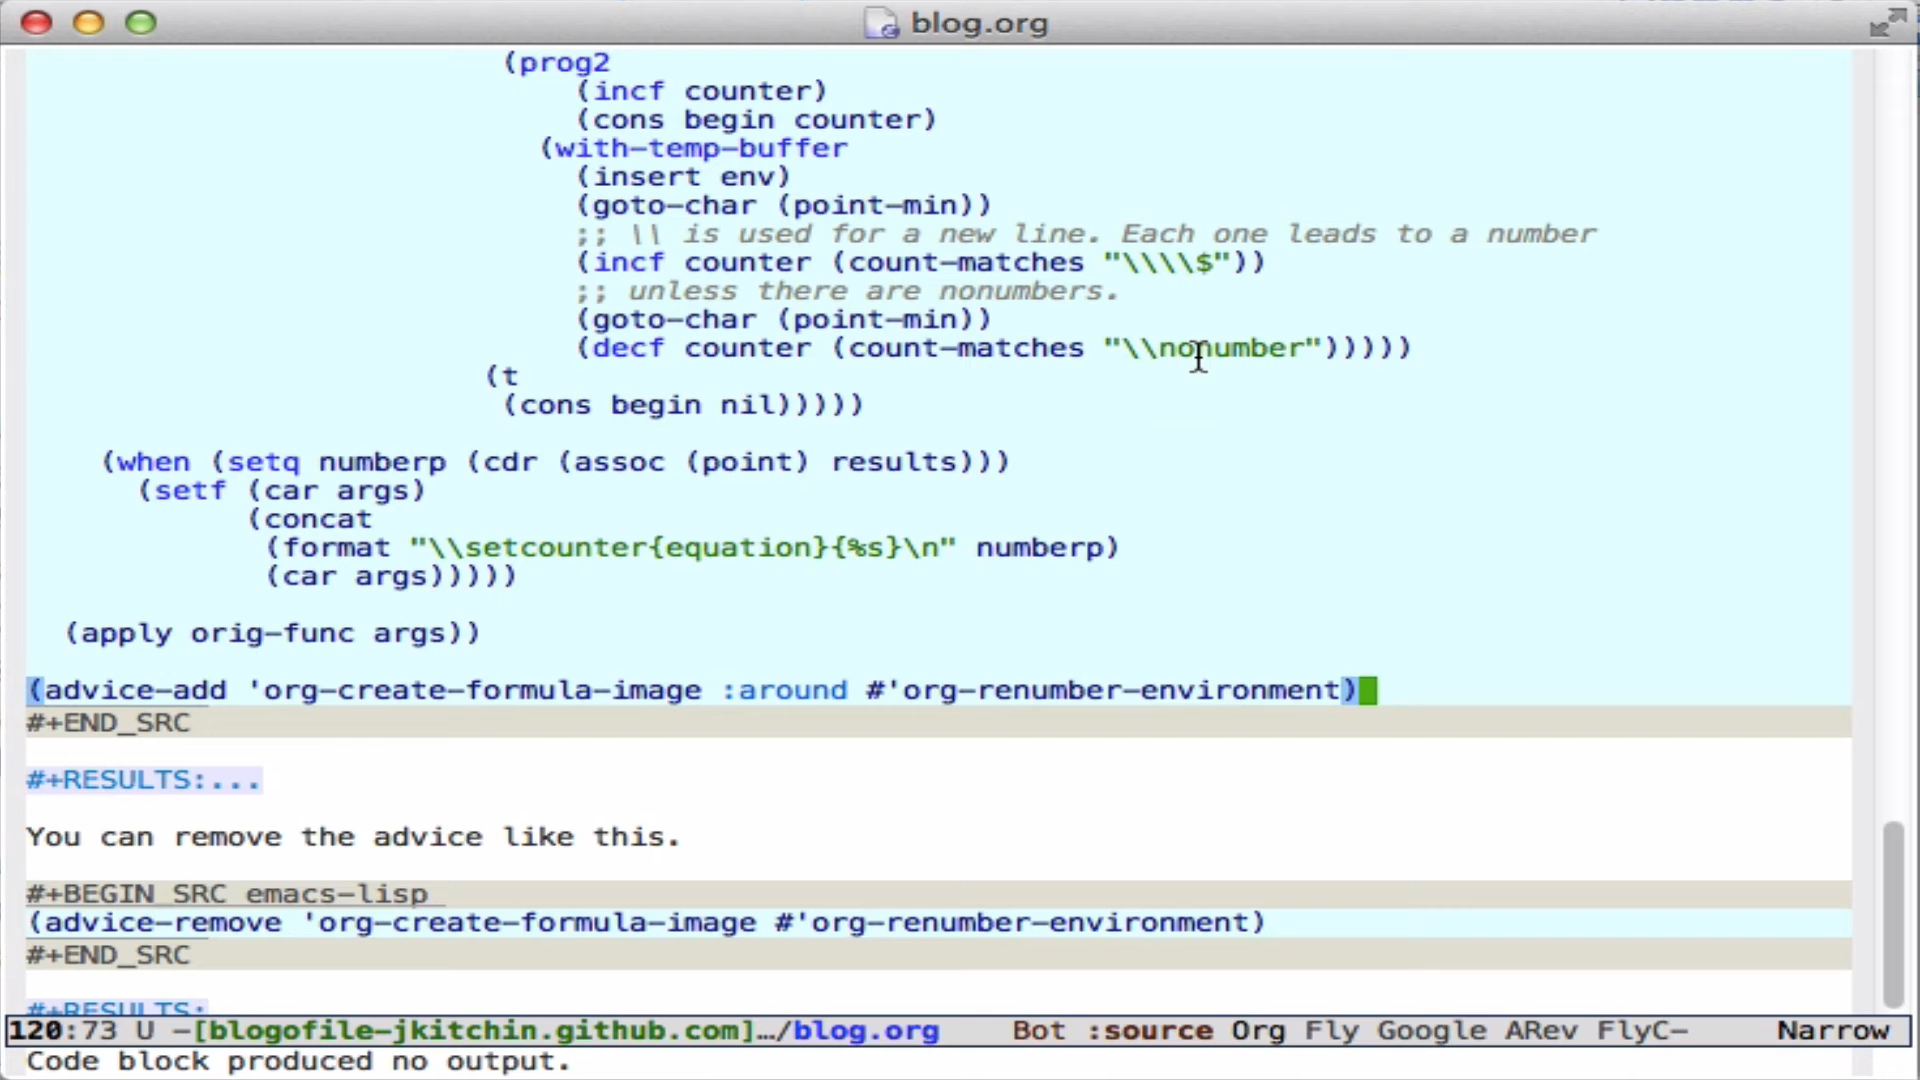 blog.org
(prog2
(incf counter)
(cons begin counter)
(with-temp-buffer
(insert env)
(goto-char (point-min))
;; \\ is used for a new line. Each one leads to a number
(incf counter (count-matches "\\\\$"))
;; unless there are nonumbers.
(goto-char (point-min))
(decf counter (count-matches "\\nonumber")))))
(t
(cons begin nil)))))
(when (setq numberp (cdr (assoc (point) results)))
(setf (car args)
(concat
(format "\\setcounter{equation}{%s}\n" numberp)
(car args)))))
(apply orig-func args))
(advice-add 'org-create-formula-image :around #'org-renumber-environment)
#+END_SRC
#+RESULTS:...
You can remove the advice like this.
#+BEGIN_SRC emacs-lisp
(advice-remove 'org-create-formula-image #'org-renumber-environment)
#+END_SRC
#+RESULTS:
120:73 U -[blogofile-jkitchin.github.com]…/blog.org Bot :source Org Fly Google ARev FlyC- Narrow
Code block produced no output.